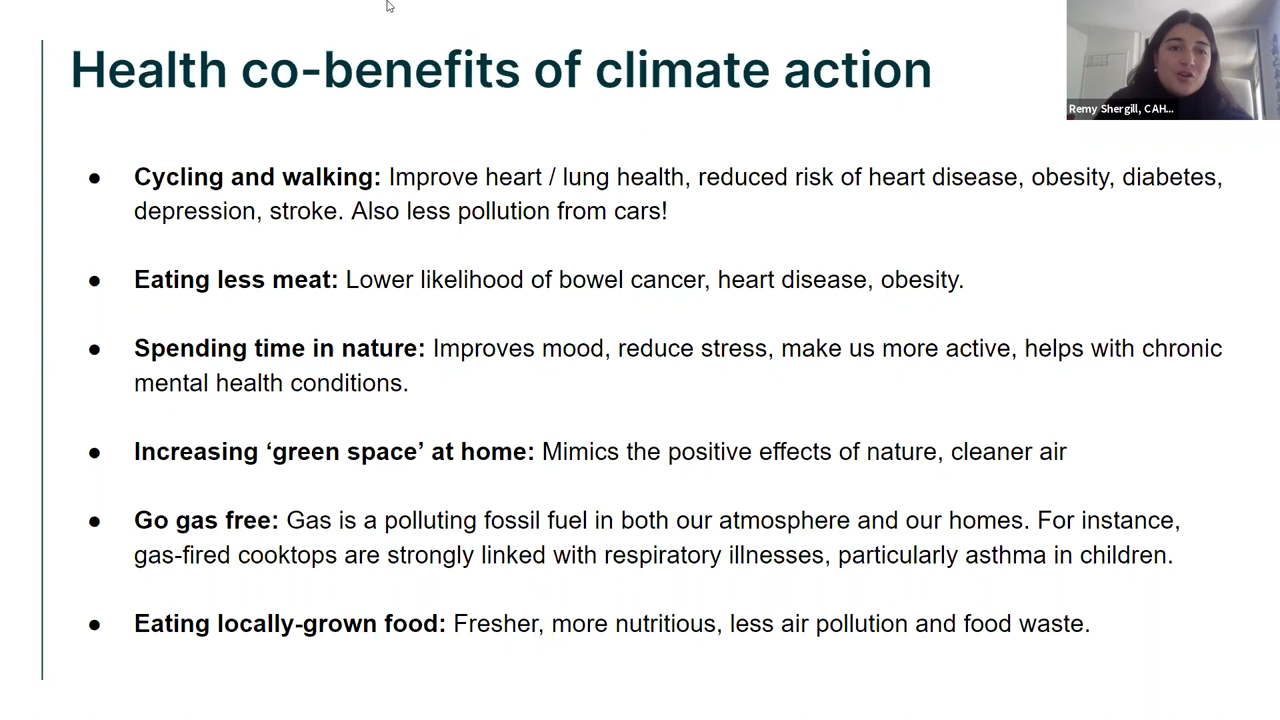 Health co-benefits of climate action
Remy Shergill, CAH...
● Cycling and walking: Improve heart / lung health, reduced risk of heart disease, obesity, diabetes,
depression, stroke. Also less pollution from cars!
● Eating less meat: Lower likelihood of bowel cancer, heart disease, obesity.
● Spending time in nature: Improves mood, reduce stress, make us more active, helps with chronic
mental health conditions.
● Increasing ‘green space’ at home: Mimics the positive effects of nature, cleaner air
● Go gas free: Gas is a polluting fossil fuel in both our atmosphere and our homes. For instance,
gas-fired cooktops are strongly linked with respiratory illnesses, particularly asthma in children.
● Eating locally-grown food: Fresher, more nutritious, less air pollution and food waste.